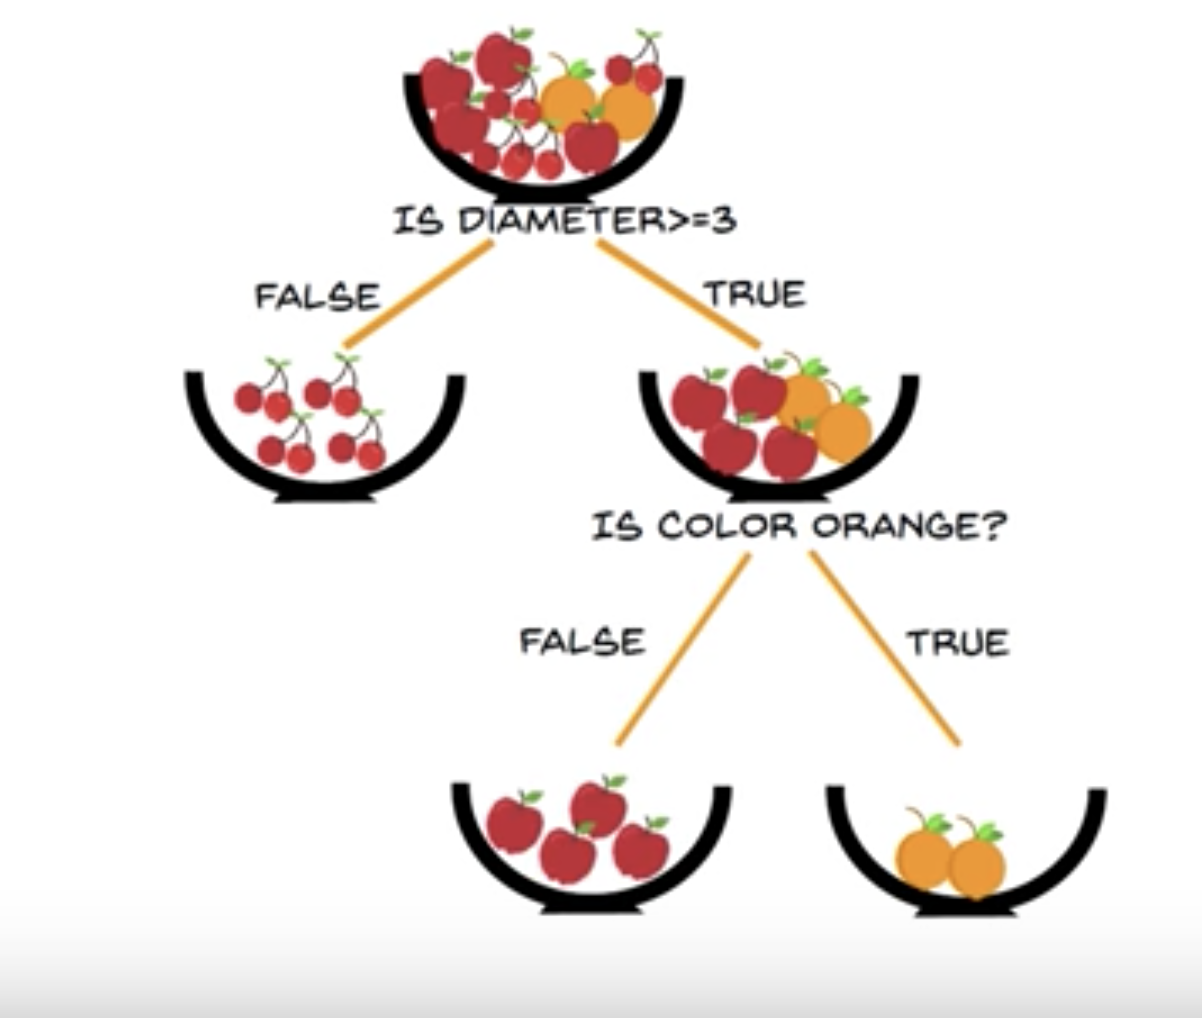 IS DIAMETER>=3
FALSE
TRUE
IS COLOR ORANGE?
FALSE
TRUE